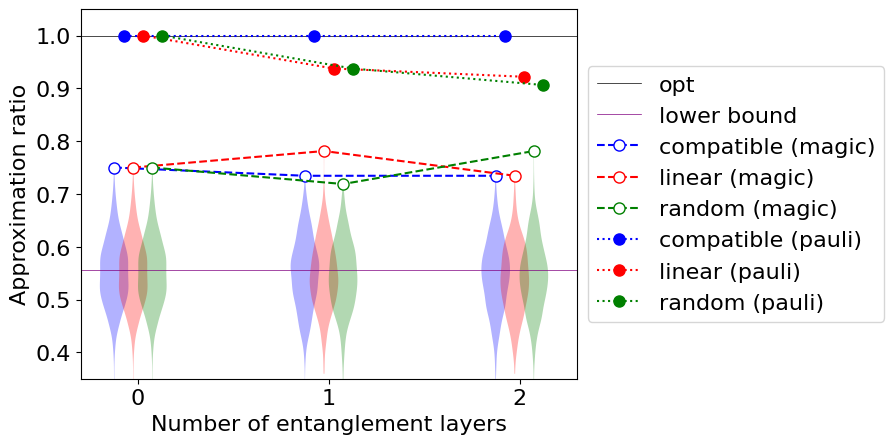 Approximation ratio
1.0
0.9
0.8
0.7
0.6
0.5
0.4
0
1
2
Number of entanglement layers
opt
lower bound
compatible (magic)
linear (magic)
random (magic)
compatible (pauli)
linear (pauli)
random (pauli)